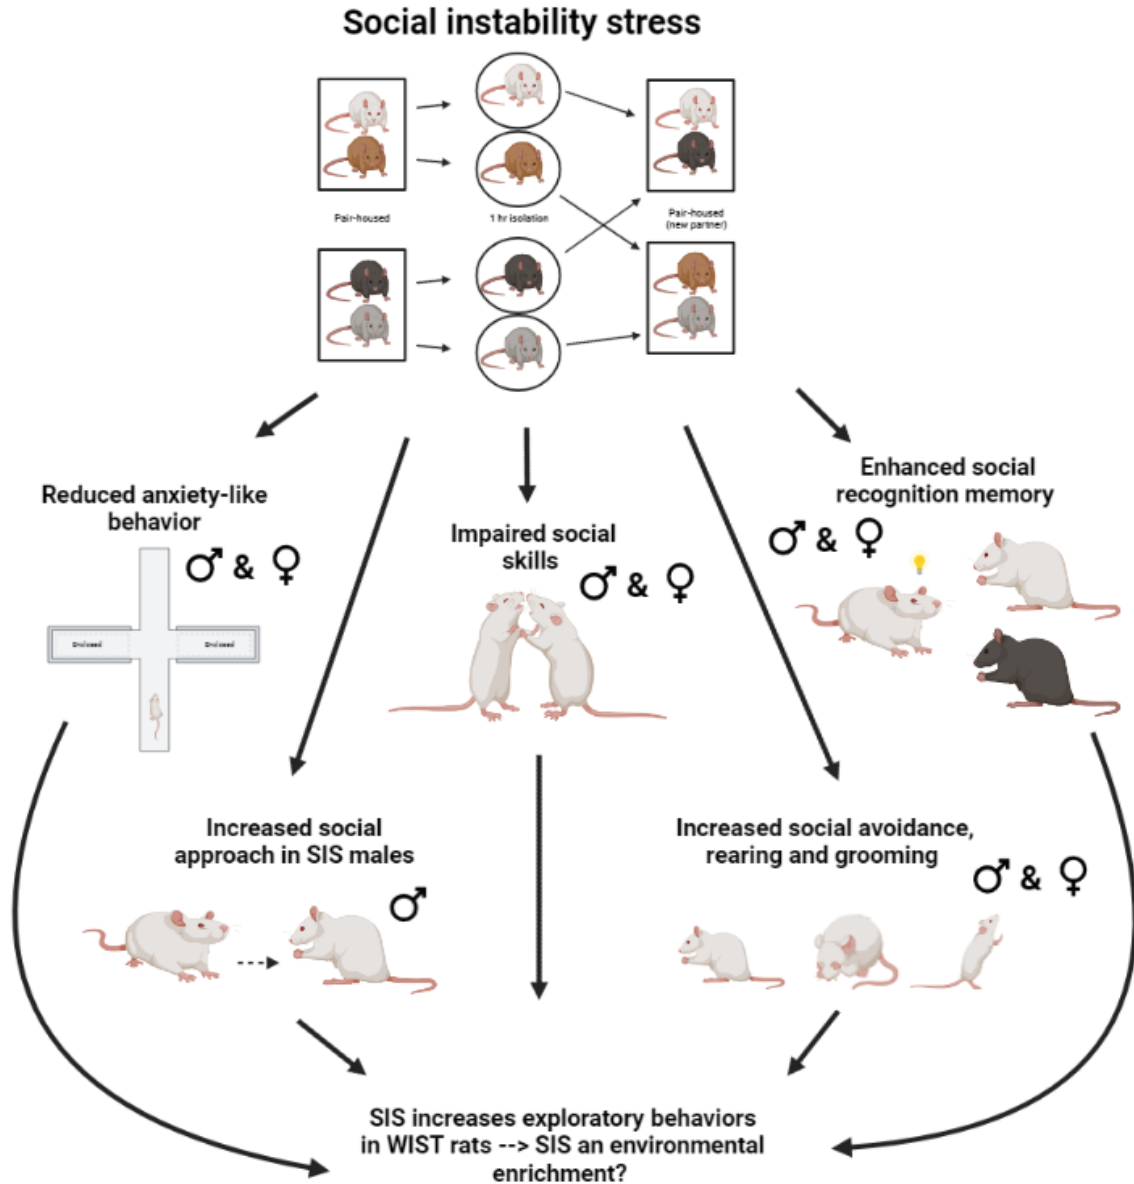 Social instability stress
Pair-housed
1 hr isolation
Pair-housed
(new partner)
Reduced anxiety-like
behavior
♂ & ♀
Enclosed
Enclosed
Impaired social
skills
♂ & ♀
Enhanced social
recognition memory
♂ & ♀
Increased social
approach in SIS males
♂
Increased social avoidance,
rearing and grooming
♂ & ♀
SIS increases exploratory behaviors
in WIST rats --> SIS an environmental
enrichment?